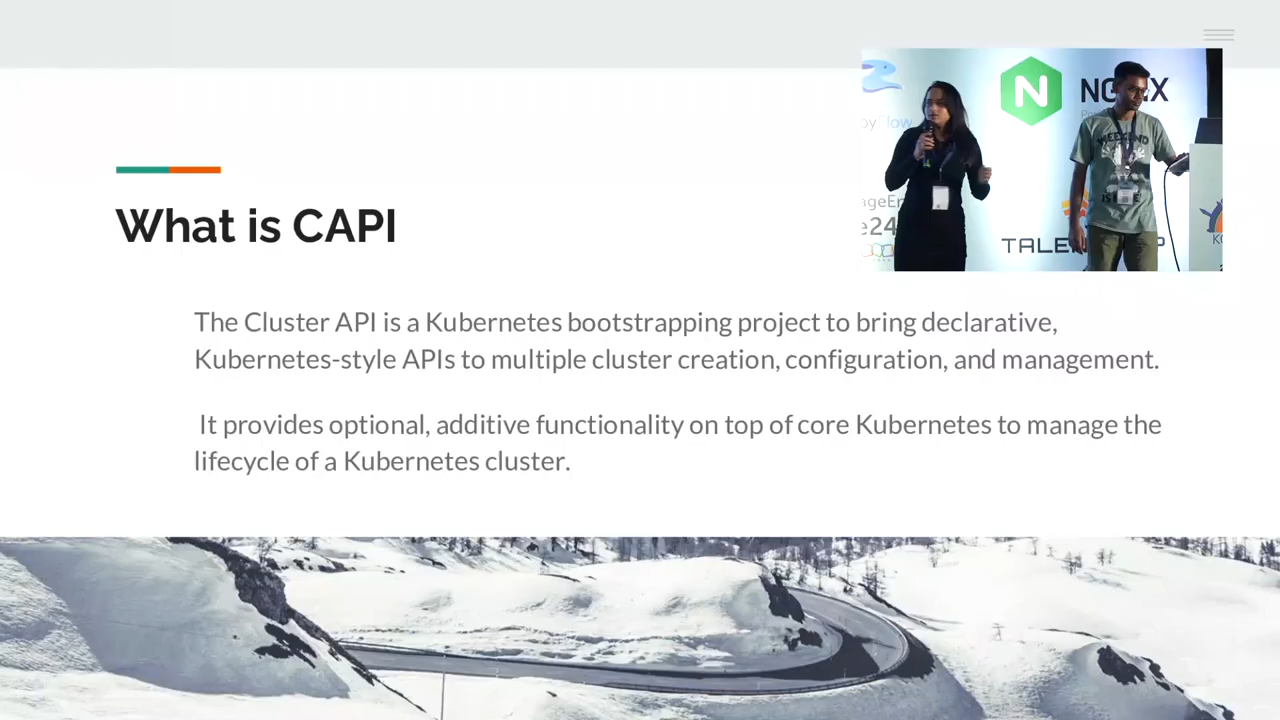 What is CAPI
The Cluster API is a Kubernetes bootstrapping project to bring declarative,
Kubernetes-style APIs to multiple cluster creation, configuration, and management.
It provides optional, additive functionality on top of core Kubernetes to manage the
lifecycle of a Kubernetes cluster.
N
WEEKEND